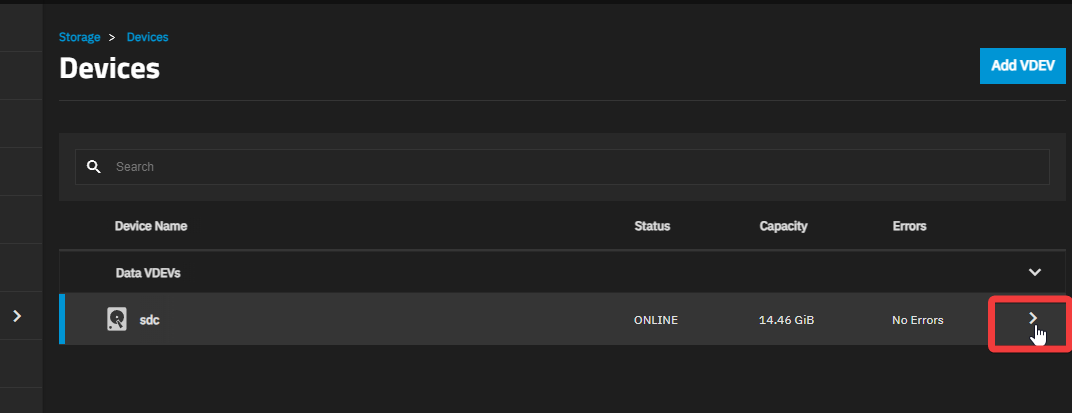 Storage > Devices
Devices
Add VDEV
Search
Device Name Status Capacity Errors
Data VDEVs
sdc ONLINE 14.46 GiB No Errors